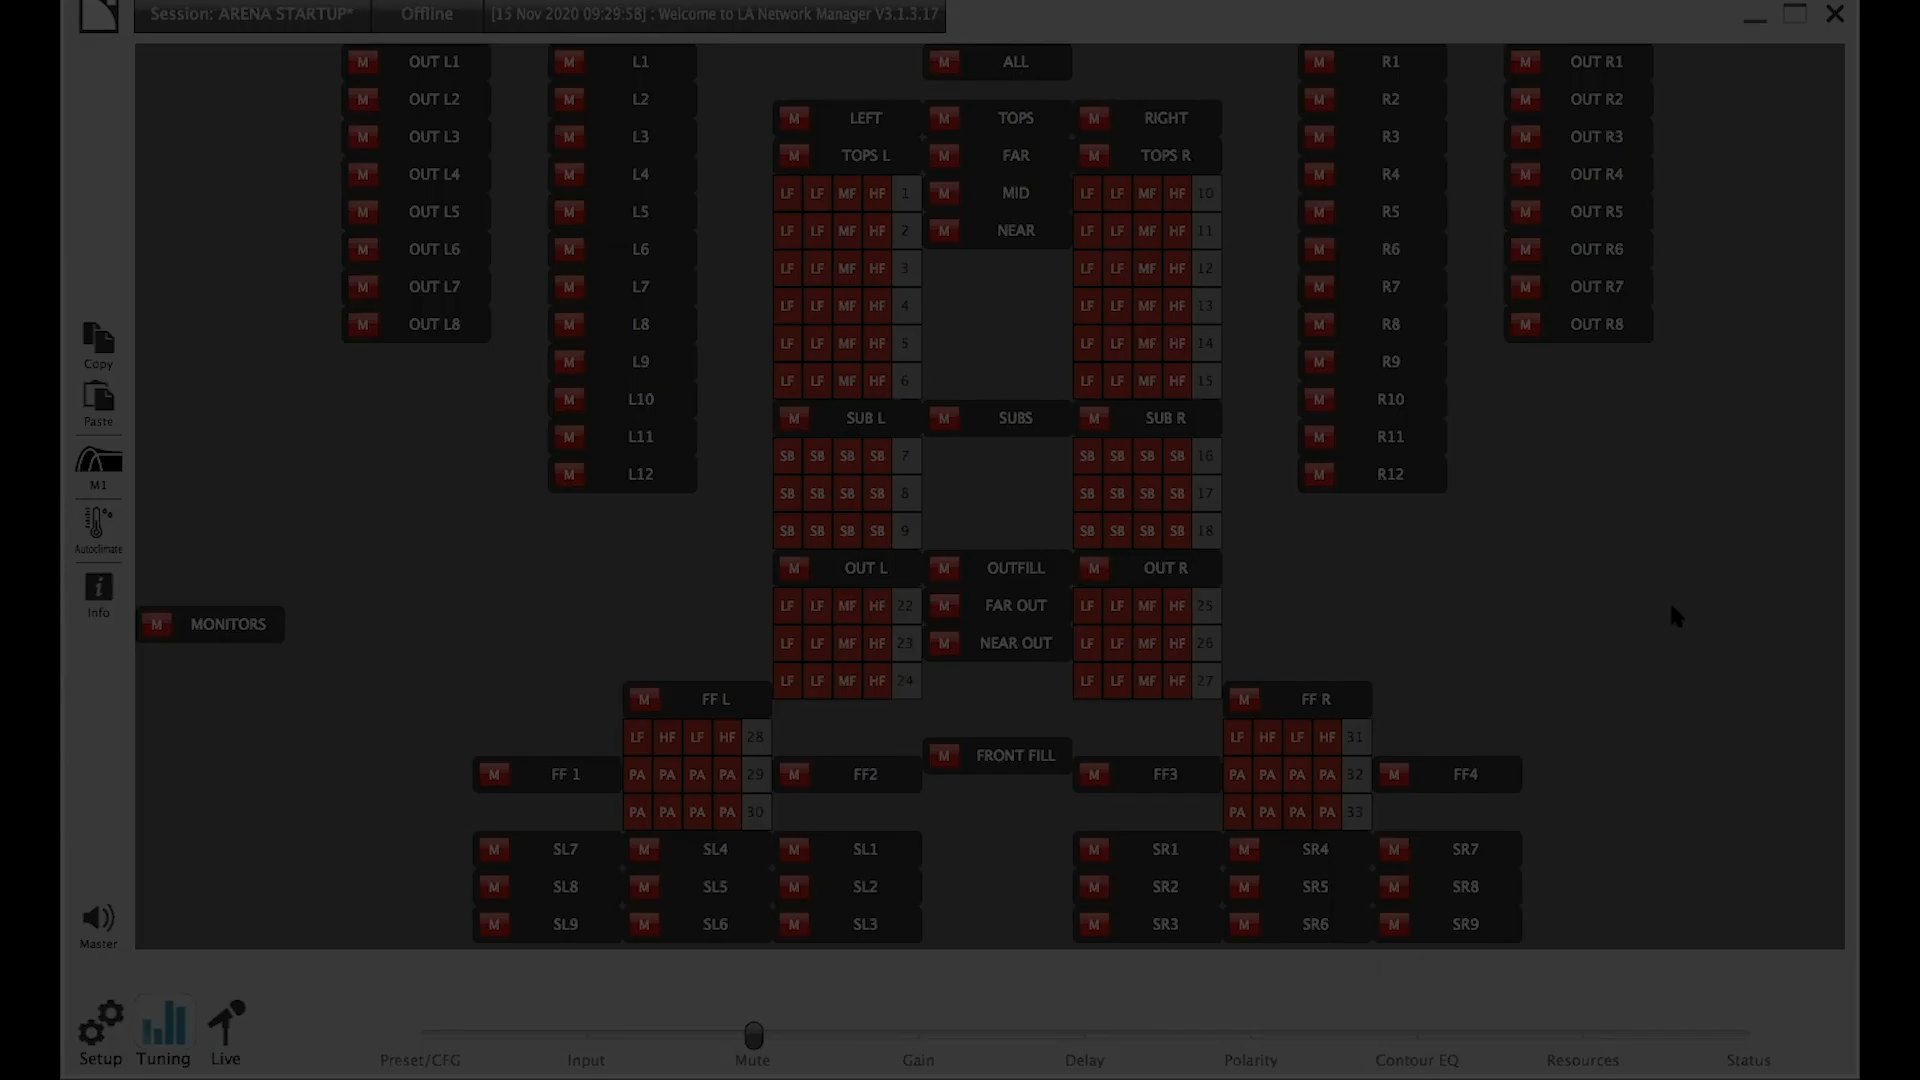 Session: ARENA STARTUP* Offline [15 Nov 2020 09:29:58] : Welcome to LA Network Manager V3.1.3.17
M OUT L1 M L1 M ALL M R1 M OUT R1
M OUT L2 M L2 M R2 M OUT R2
M LEFT M TOPS M RIGHT
M OUT L3 M L3 M R3 M OUT R3
M TOPS L M FAR M TOPS R
M OUT L4 M L4 M R4 M OUT R4
LF LF MF HF 1 M MID LF LF MF HF 10
M OUT L5 M L5 M R5 M OUT R5
LF LF MF HF 2 M NEAR LF LF MF HF 11
M OUT L6 M L6 M R6 M OUT R6
LF LF MF HF 3 LF LF MF HF 12
M OUT L7 M L7 M R7 M OUT R7
LF LF MF HF 4 LF LF MF HF 13
M OUT L8 M L8 M R8 M OUT R8
LF LF MF HF 5 LF LF MF HF 14
M L9 M R9
LF LF MF HF 6 LF LF MF HF 15
M L10 M R10
M SUB L M SUBS M SUB R
M L11 M R11
SB SB SB SB 7 SB SB SB SB 16
M L12 M R12
SB SB SB SB 8 SB SB SB SB 17
SB SB SB SB 9 SB SB SB SB 18
M OUT L M OUTFILL M OUT R
LF LF MF HF 22 M FAR OUT LF LF MF HF 25
M MONITORS
LF LF MF HF 23 M NEAR OUT LF LF MF HF 26
LF LF MF HF 24 LF LF MF HF 27
M FF L M FF R
LF HF LF HF 28 LF HF LF HF 31
M FRONT FILL
M FF 1 PA PA PA PA 29 M FF2 M FF3 PA PA PA PA 32 M FF4
PA PA PA PA 30 PA PA PA PA 33
M SL7 M SL4 M SL1 M SR1 M SR4 M SR7
M SL8 M SL5 M SL2 M SR2 M SR5 M SR8
M SL9 M SL6 M SL3 M SR3 M SR6 M SR9
Copy
Paste
M1
Autoclimate
Info
Master
Setup Tuning Live
Preset/CFG Input Mute Gain Delay Polarity Contour EQ Resources Status